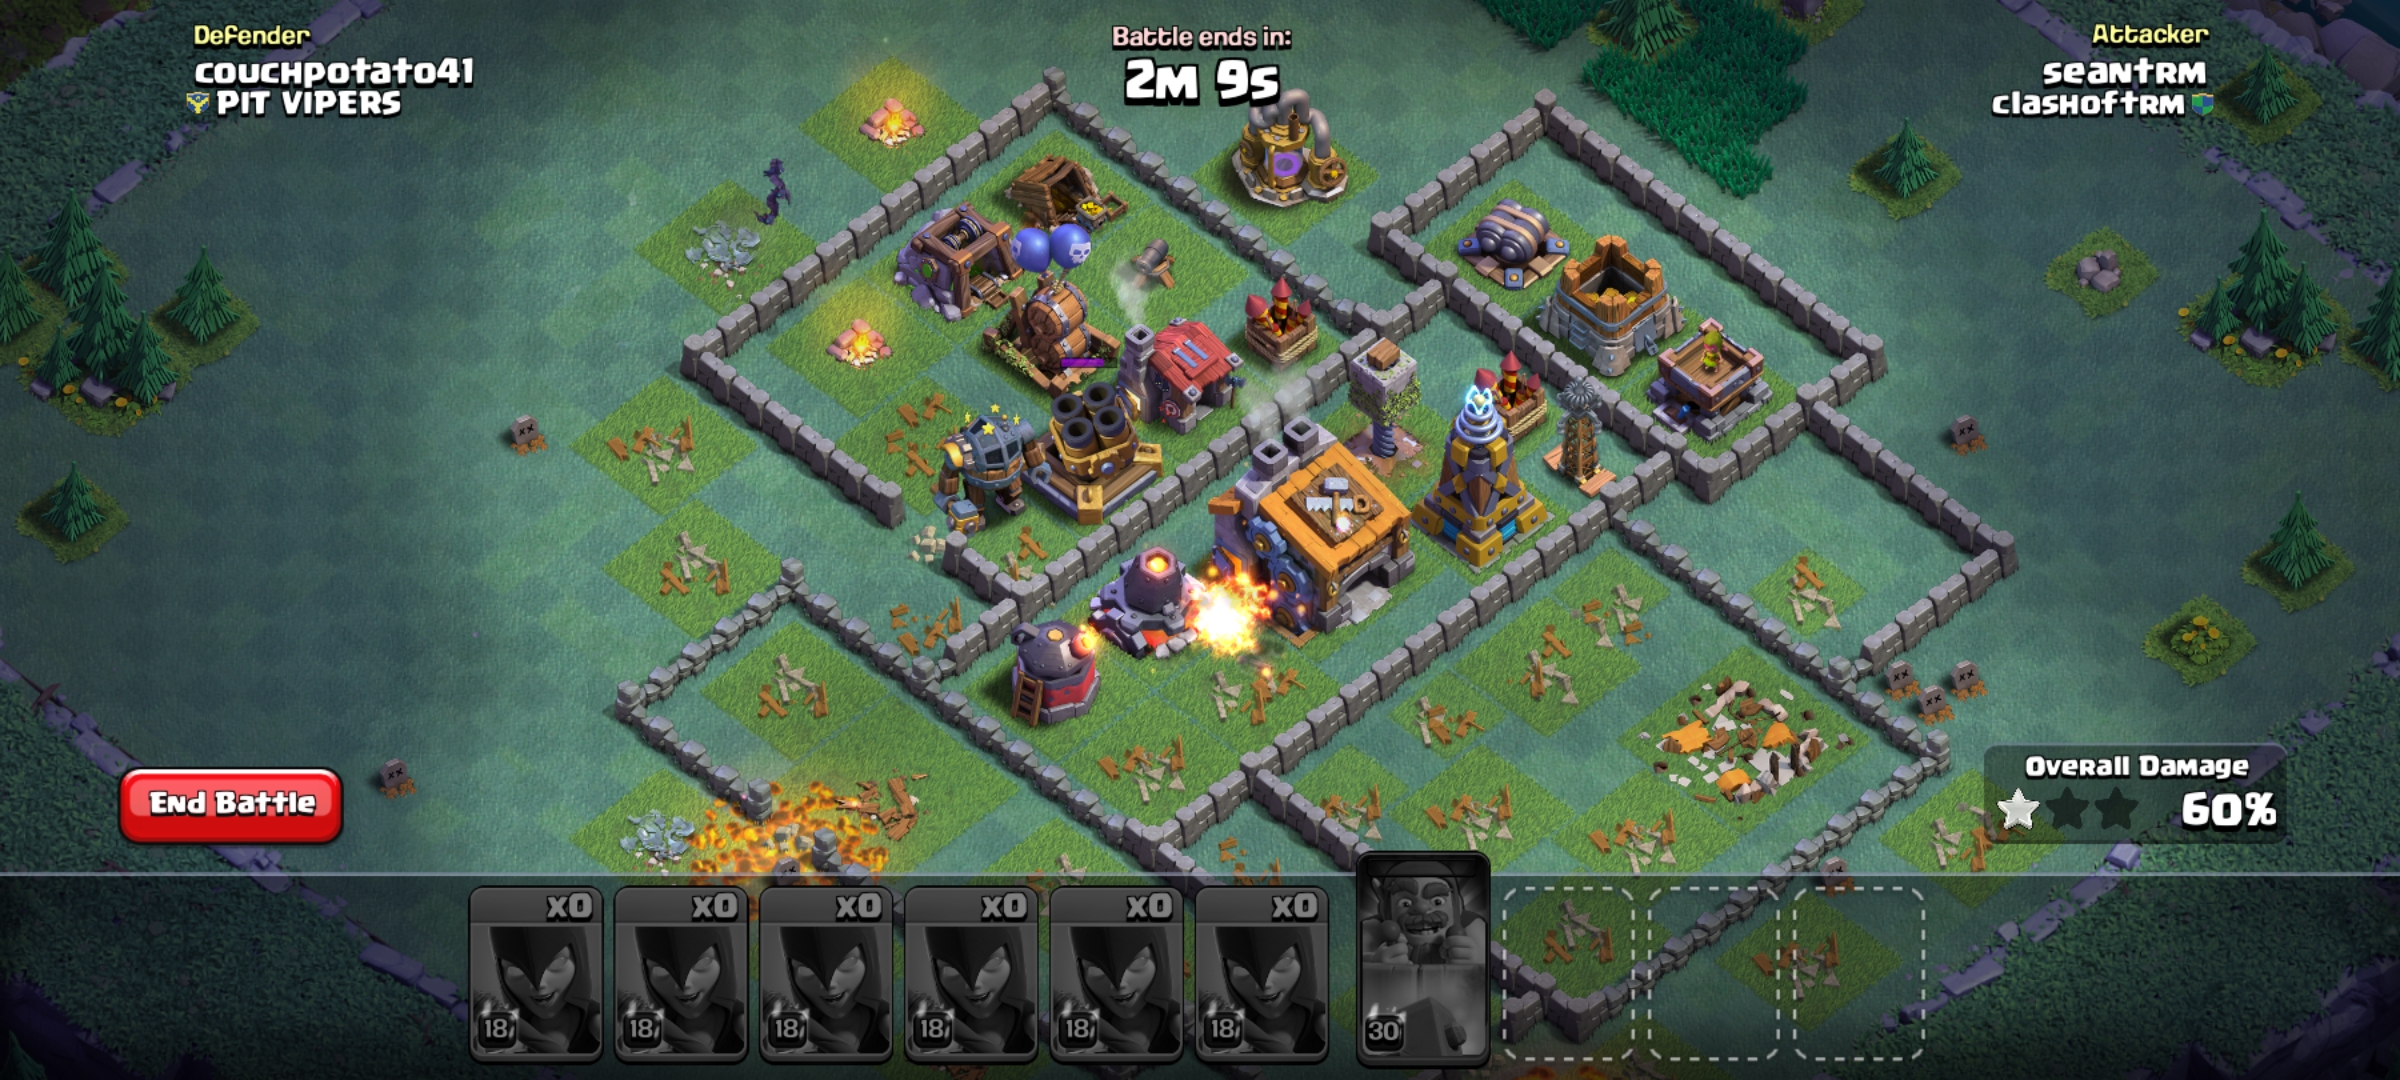 Defender
couchpotato41
PIT VIPERS
Battle ends in:
2M 9s
Attacker
seantrm
clashoftrm
End Battle
Overall Damage
60%
x0
x0
x0
x0
x0
x0
18
18
18
18
18
18
30